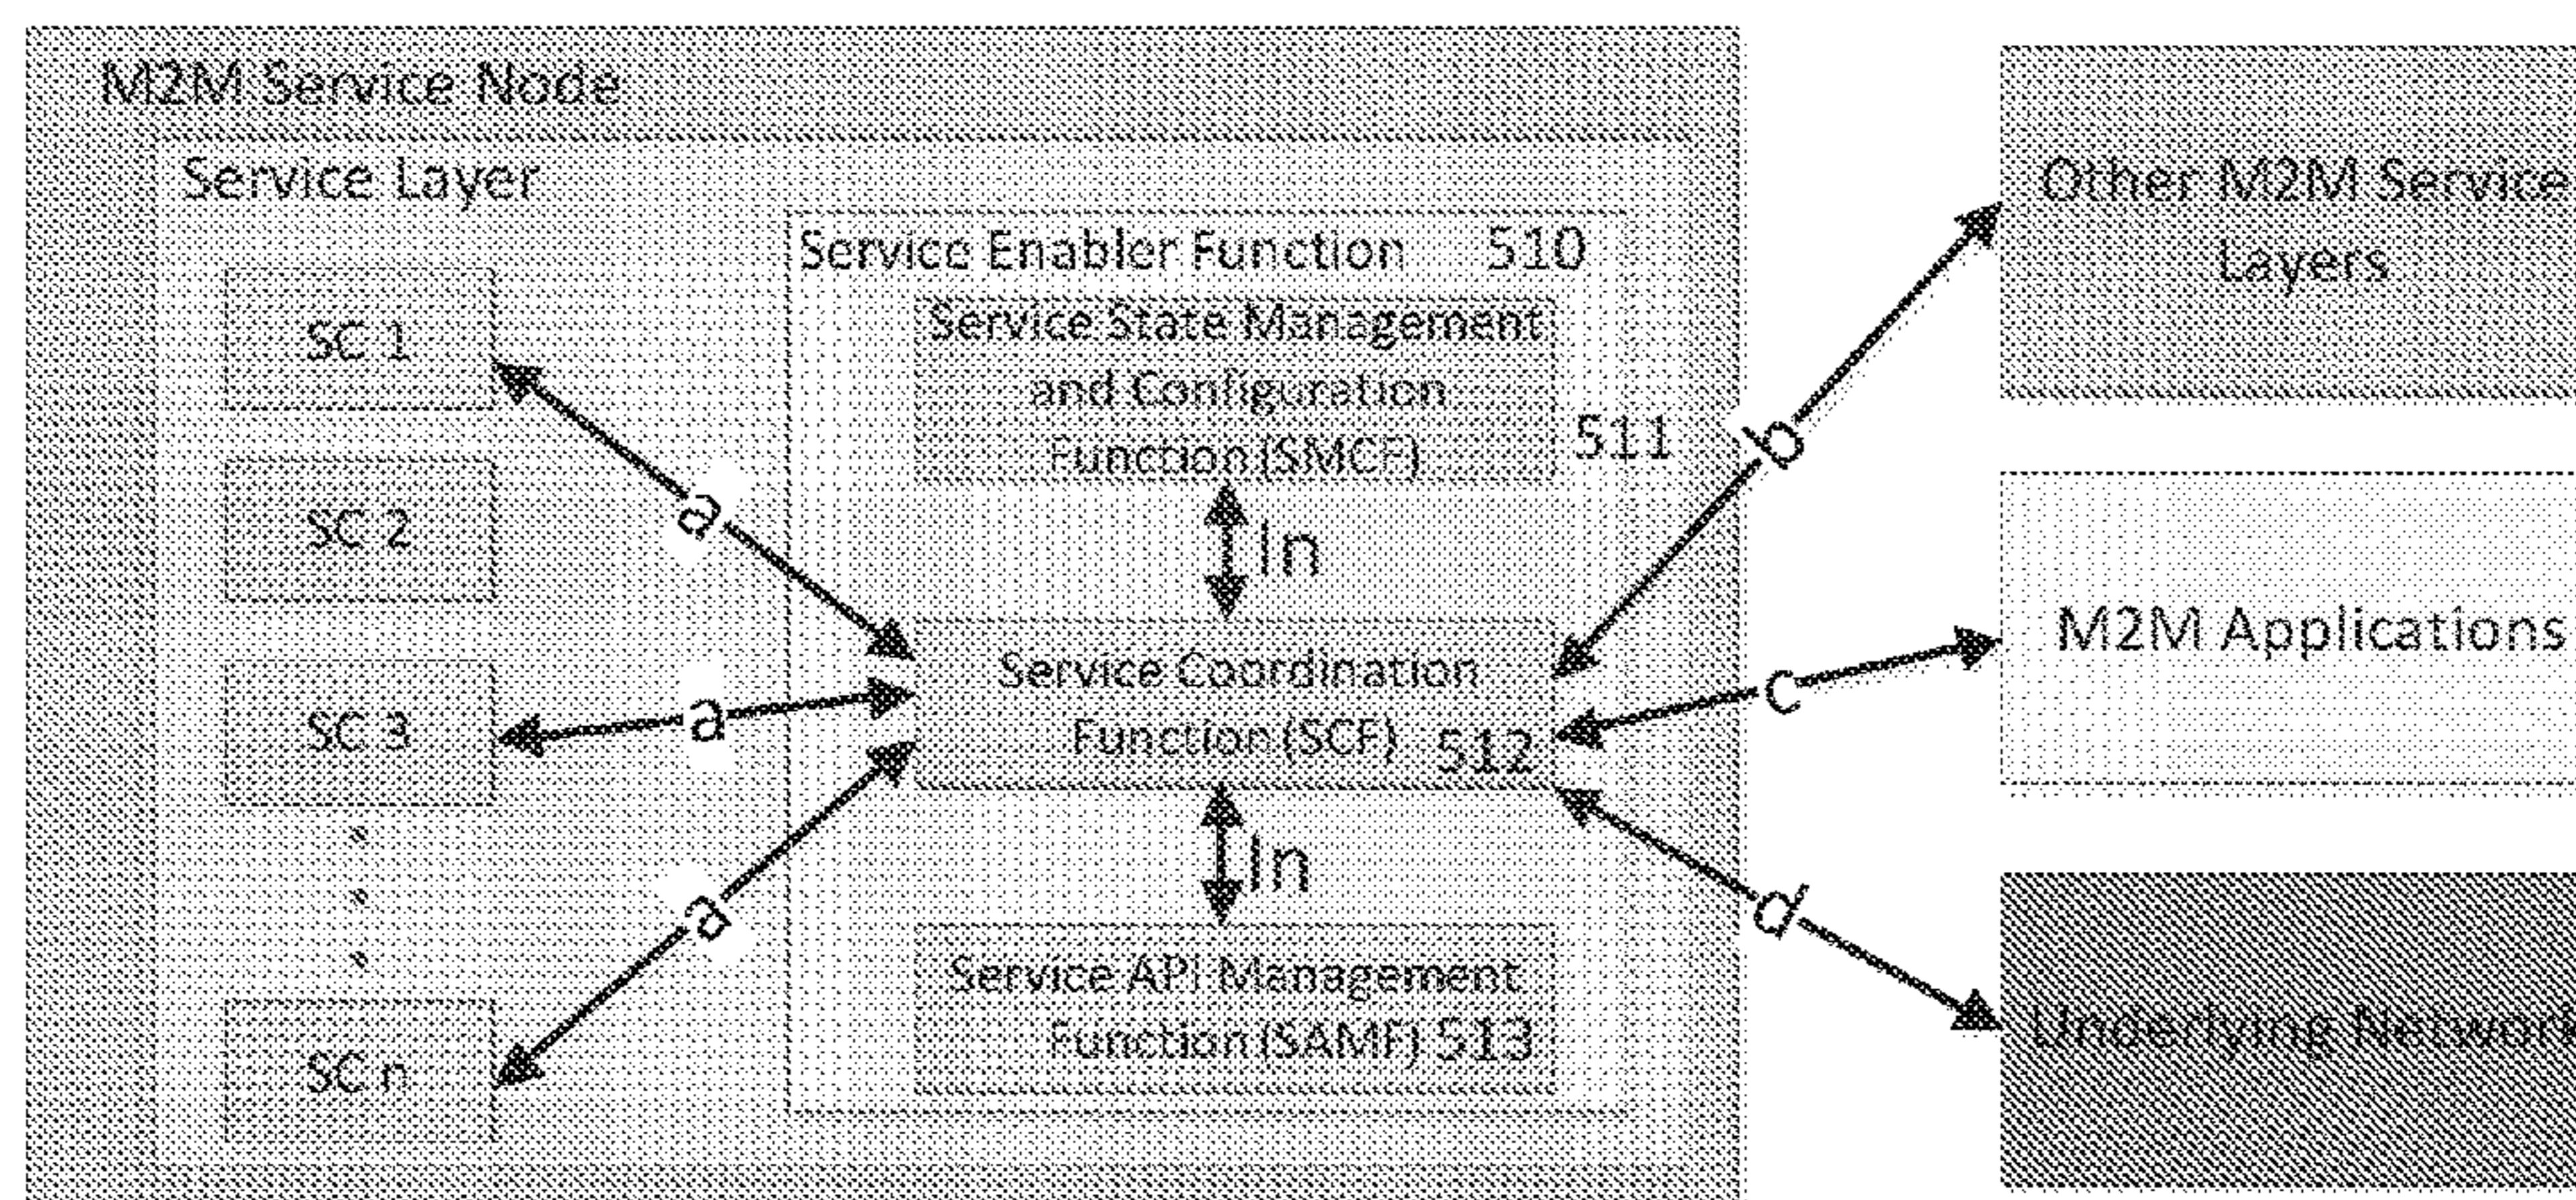 M2M Service Node
Service Layer
SC 1
SC 2
SC 3
SC n
a
a
a
Service Enabler Function 510
Service State Management
and Configuration
Function (SMCF)
511
In
Service Coordination
Function (SCF) 512
In
Service API Management
Function (SAMF) 513
b
c
d
Other M2M Service
Layers
M2M Applications
Underlying Network